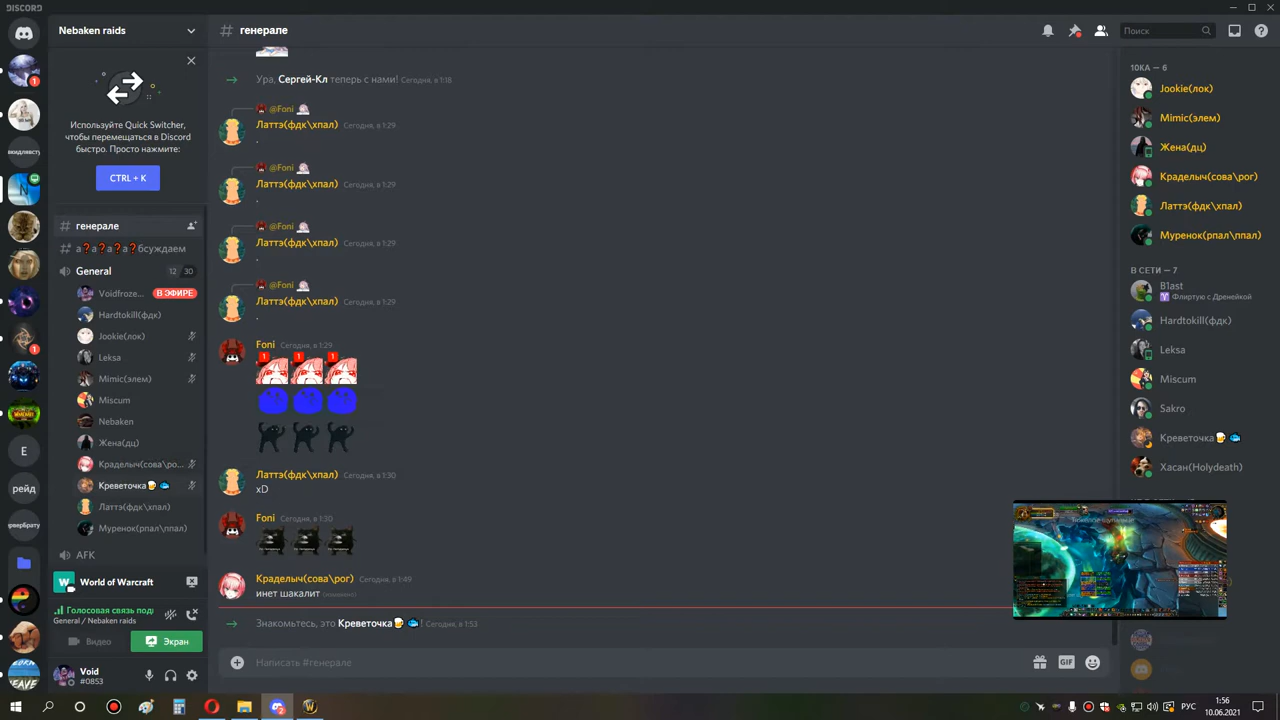 DISCORD
Nebaken raids
Используйте Quick Switcher,
чтобы перемещаться в Discord
быстро. Просто нажмите:
CTRL + K
# генерале
# а❓а❓а❓а❓бсуждаем
General 12 30
Voidfroze... В ЭФИРЕ
Hardtokill(фдк)
Jookie(лок)
Leksa
Mimic(элем)
Miscum
Nebaken
Жена(дц)
Краделыч(сова\ро...
Креветочка🍺🐟
Латтэ(фдк\хпал)
Муренок(рпал\ппал)
AFK
World of Warcraft
Голосовая связь подк
General / Nebaken raids
Видео
Экран
Void
#0853
E
рейд
# генерале
Поиск
Ура, Сергей-Кл теперь с нами! Сегодня, в 1:18
@Foni
Латтэ(фдк\хпал) Сегодня, в 1:29
.
@Foni
Латтэ(фдк\хпал) Сегодня, в 1:29
.
@Foni
Латтэ(фдк\хпал) Сегодня, в 1:29
.
@Foni
Латтэ(фдк\хпал) Сегодня, в 1:29
.
Foni Сегодня, в 1:29
Латтэ(фдк\хпал) Сегодня, в 1:30
xD
Foni Сегодня, в 1:30
Краделыч(сова\рог) Сегодня, в 1:49
инет шакалит (изменено)
Знакомьтесь, это Креветочка🍺🐟! Сегодня, в 1:53
Написать #генерале
GIF
10КА — 6
Jookie(лок)
Mimic(элем)
Жена(дц)
Краделыч(сова\рог)
Латтэ(фдк\хпал)
Муренок(рпал\ппал)
В СЕТИ — 7
B1ast
Флиртую с Дренейкой
Hardtokill(фдк)
Leksa
Miscum
Sakro
Креветочка🍺🐟
Хасан(Holydeath)
РУС
1:56
10.06.2021